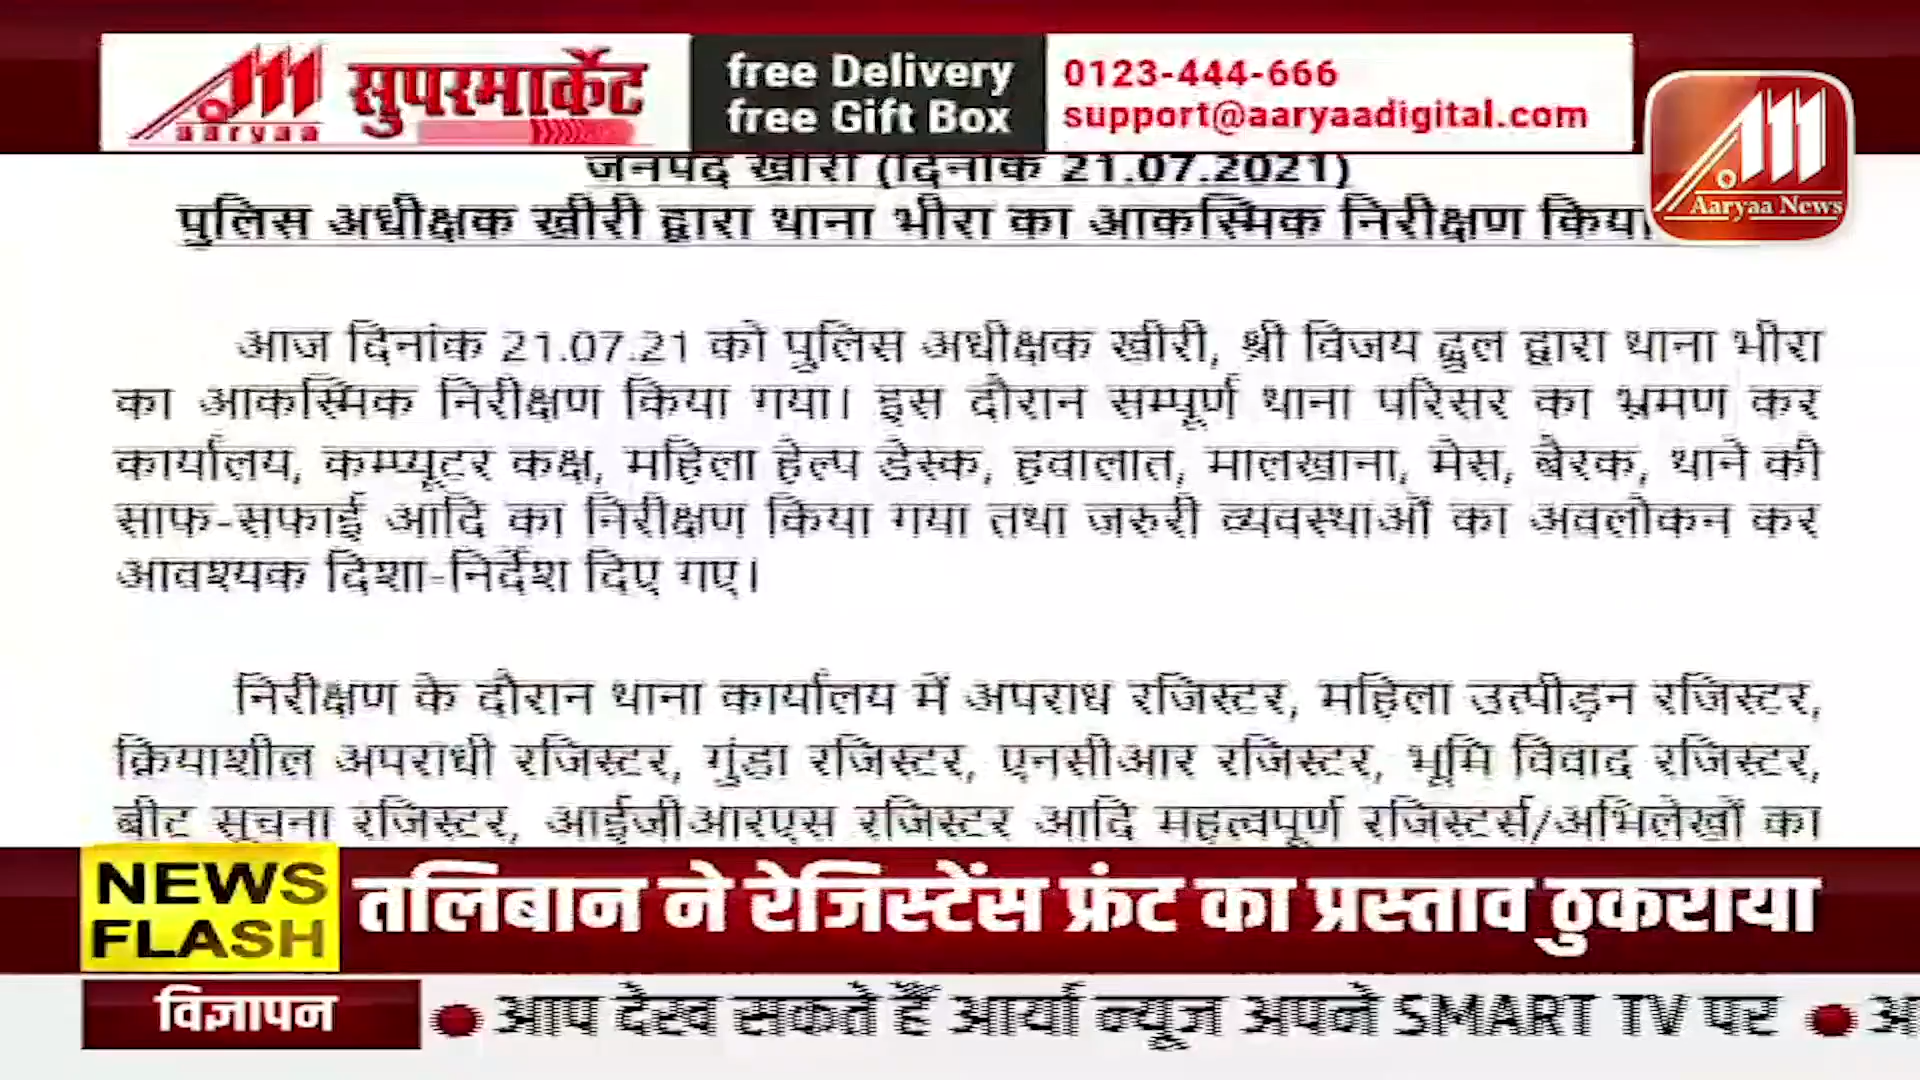 aaryaa
सुपरमार्केट
free Delivery
free Gift Box
0123-444-666
support@aaryaadigital.com
Aaryaa News
जनपद खीरी (दिनांक 21.07.2021)
पुलिस अधीक्षक खीरी द्वारा थाना भीरा का आकस्मिक निरीक्षण किया
आज दिनांक 21.07.21 को पुलिस अधीक्षक खीरी, श्री विजय ढुल द्वारा थाना भीरा
का आकस्मिक निरीक्षण किया गया। इस दौरान सम्पूर्ण थाना परिसर का भ्रमण कर
कार्यालय, कम्प्यूटर कक्ष, महिला हेल्प डेस्क, हवालात, मालखाना, मेस, बैरक, थाने की
साफ-सफाई आदि का निरीक्षण किया गया तथा जरुरी व्यवस्थाओं का अवलोकन कर
आवश्यक दिशा-निर्देश दिए गए।
निरीक्षण के दौरान थाना कार्यालय में अपराध रजिस्टर, महिला उत्पीड़न रजिस्टर,
क्रियाशील अपराधी रजिस्टर, गुंडा रजिस्टर, एनसीआर रजिस्टर, भूमि विवाद रजिस्टर,
बीट सूचना रजिस्टर, आईजीआरएस रजिस्टर आदि महत्वपूर्ण रजिस्टर्स/अभिलेखों का
NEWS
FLASH
तलिबान ने रेजिस्टेंस फ्रंट का प्रस्ताव ठुकराया
विज्ञापन
आप देख सकते हैं आर्या न्यूज अपने SMART TV पर